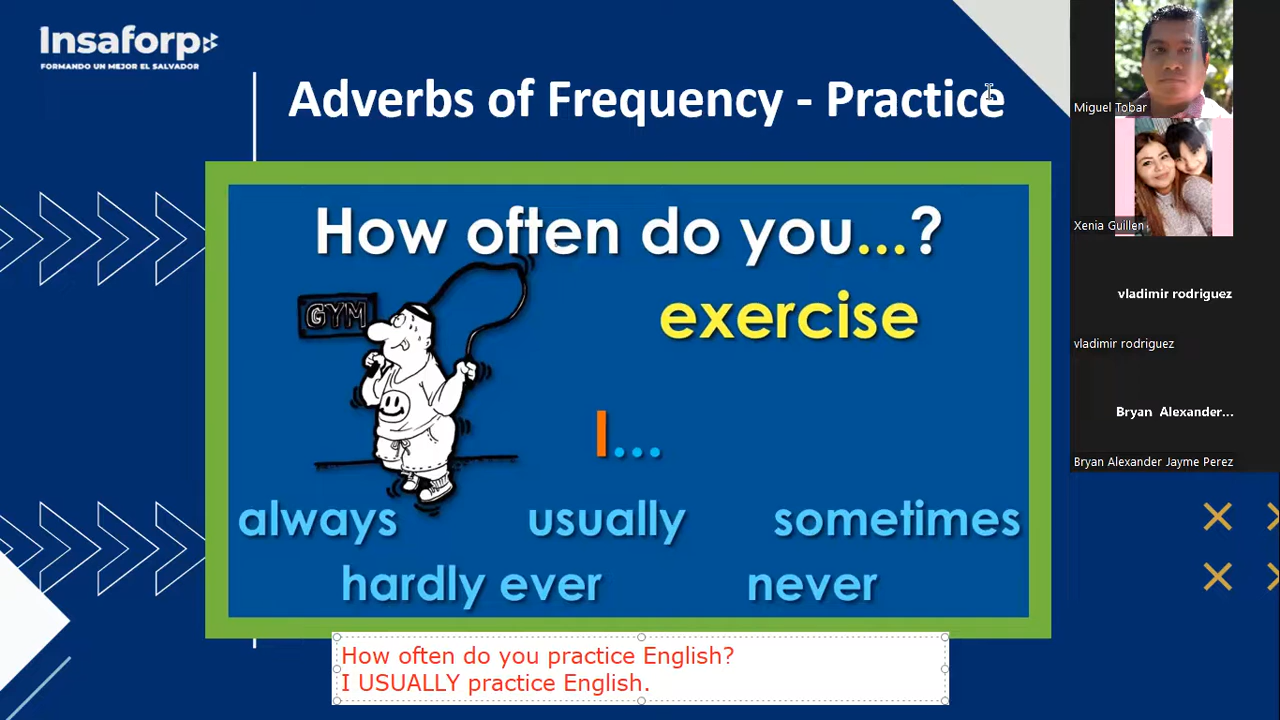 Insaforp
FORMANDO UN MEJOR EL SALVADOR
Adverbs of Frequency - Practice
How often do you...?
GYM
exercise
I...
always usually sometimes
hardly ever never
How often do you practice English?
I USUALLY practice English.
Miguel Tobar
Xenia Guillen
vladimir rodriguez
vladimir rodriguez
Bryan Alexander...
Bryan Alexander Jayme Perez